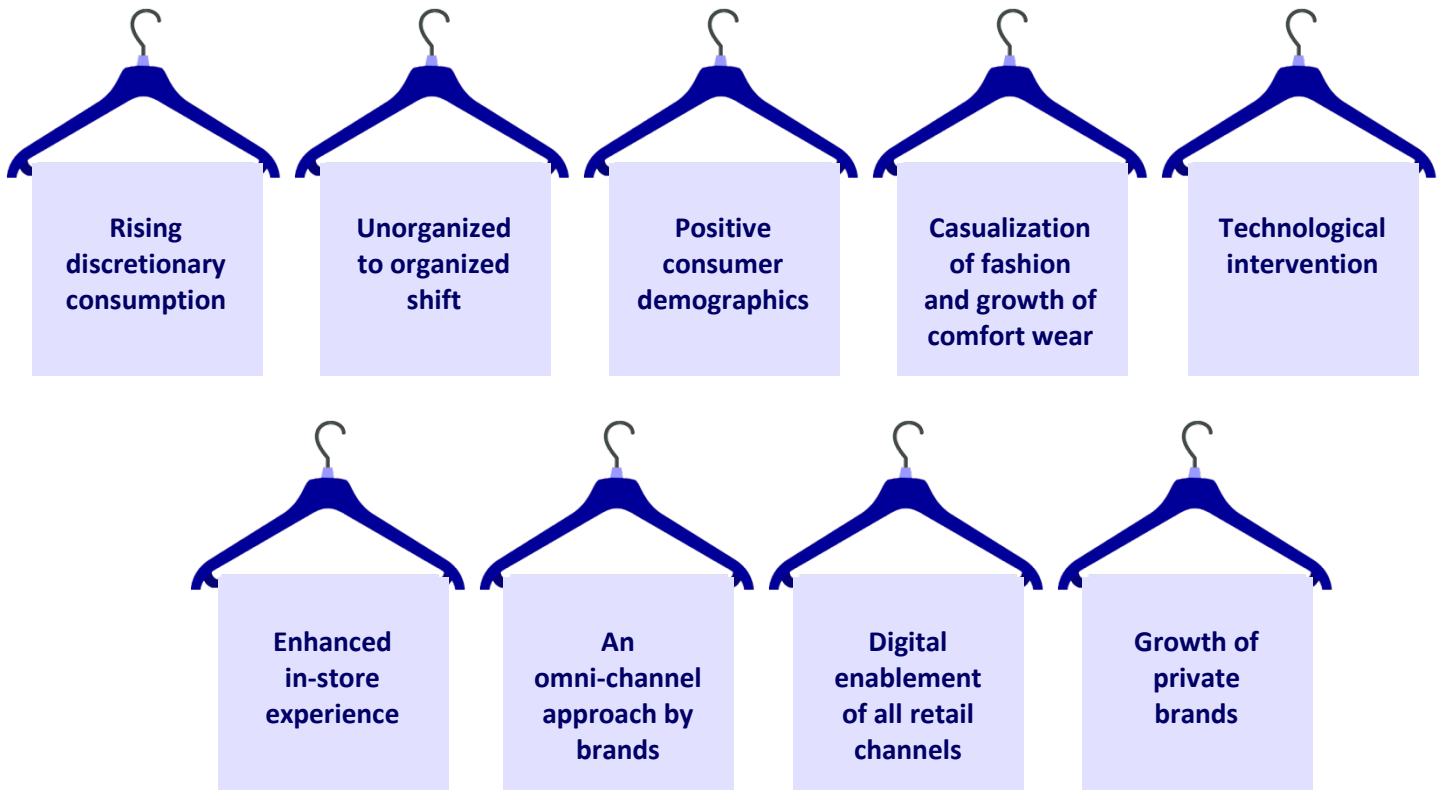 Rising
discretionary
consumption
Unorganized
to organized
shift
Positive
consumer
demographics
Casualization
of fashion
and growth of
comfort wear
Technological
intervention
Enhanced
in-store
experience
An
omni-channel
approach by
brands
Digital
enablement
of all retail
channels
Growth of
private
brands